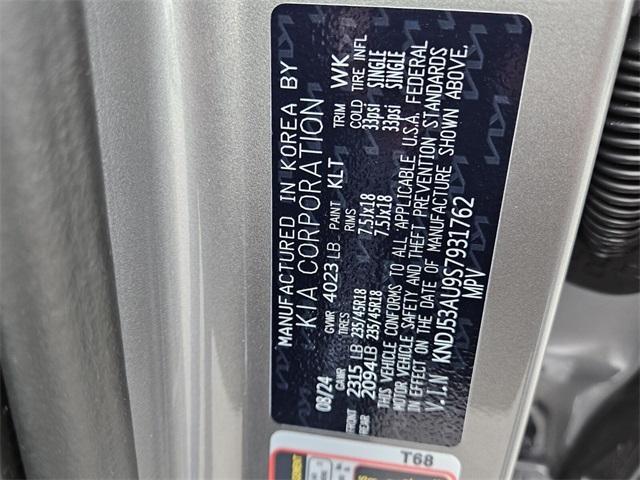 MANUFACTURED IN KOREA BY
KIA CORPORATION
08/24 GVWR 4023 LB PAINT KLT TRIM WK
GAWR TIRES RIMS COLD TIRE INFL
FRONT 2315 LB 235/45R18 7.5Jx18 33psi SINGLE
REAR 2094LB 235/45R18 7.5Jx18 33psi SINGLE
THIS VEHICLE CONFORMS TO ALL APPLICABLE U.S.A. FEDERAL
MOTOR VEHICLE SAFETY AND THEFT PREVENTION STANDARDS
IN EFFECT ON THE DATE OF MANUFACTURE SHOWN ABOVE.
V.I.N KNDJ53AU9S7931762
MPV
T68